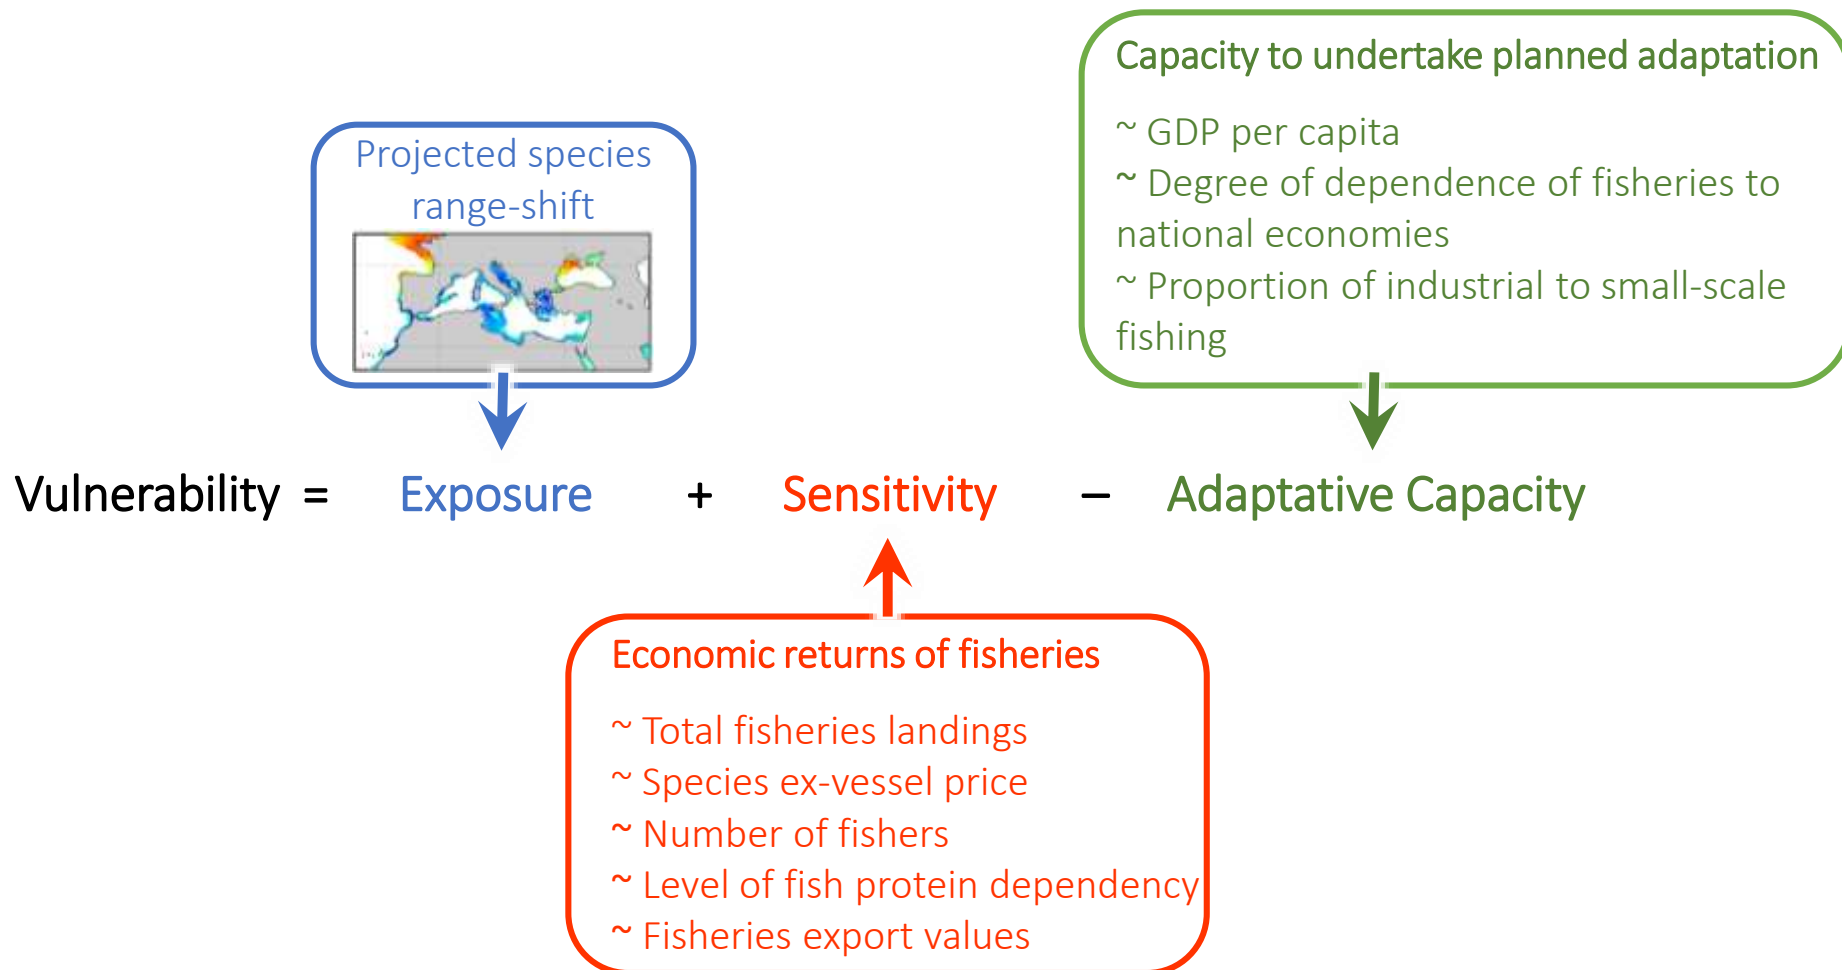 Capacity to undertake planned adaptation
~ GDP per capita
~ Degree of dependence of fisheries to
national economies
~ Proportion of industrial to small-scale
fishing
Projected species
range-shift
Vulnerability = Exposure + Sensitivity – Adaptative Capacity
Economic returns of fisheries
~ Total fisheries landings
~ Species ex-vessel price
~ Number of fishers
~ Level of fish protein dependency
~ Fisheries export values